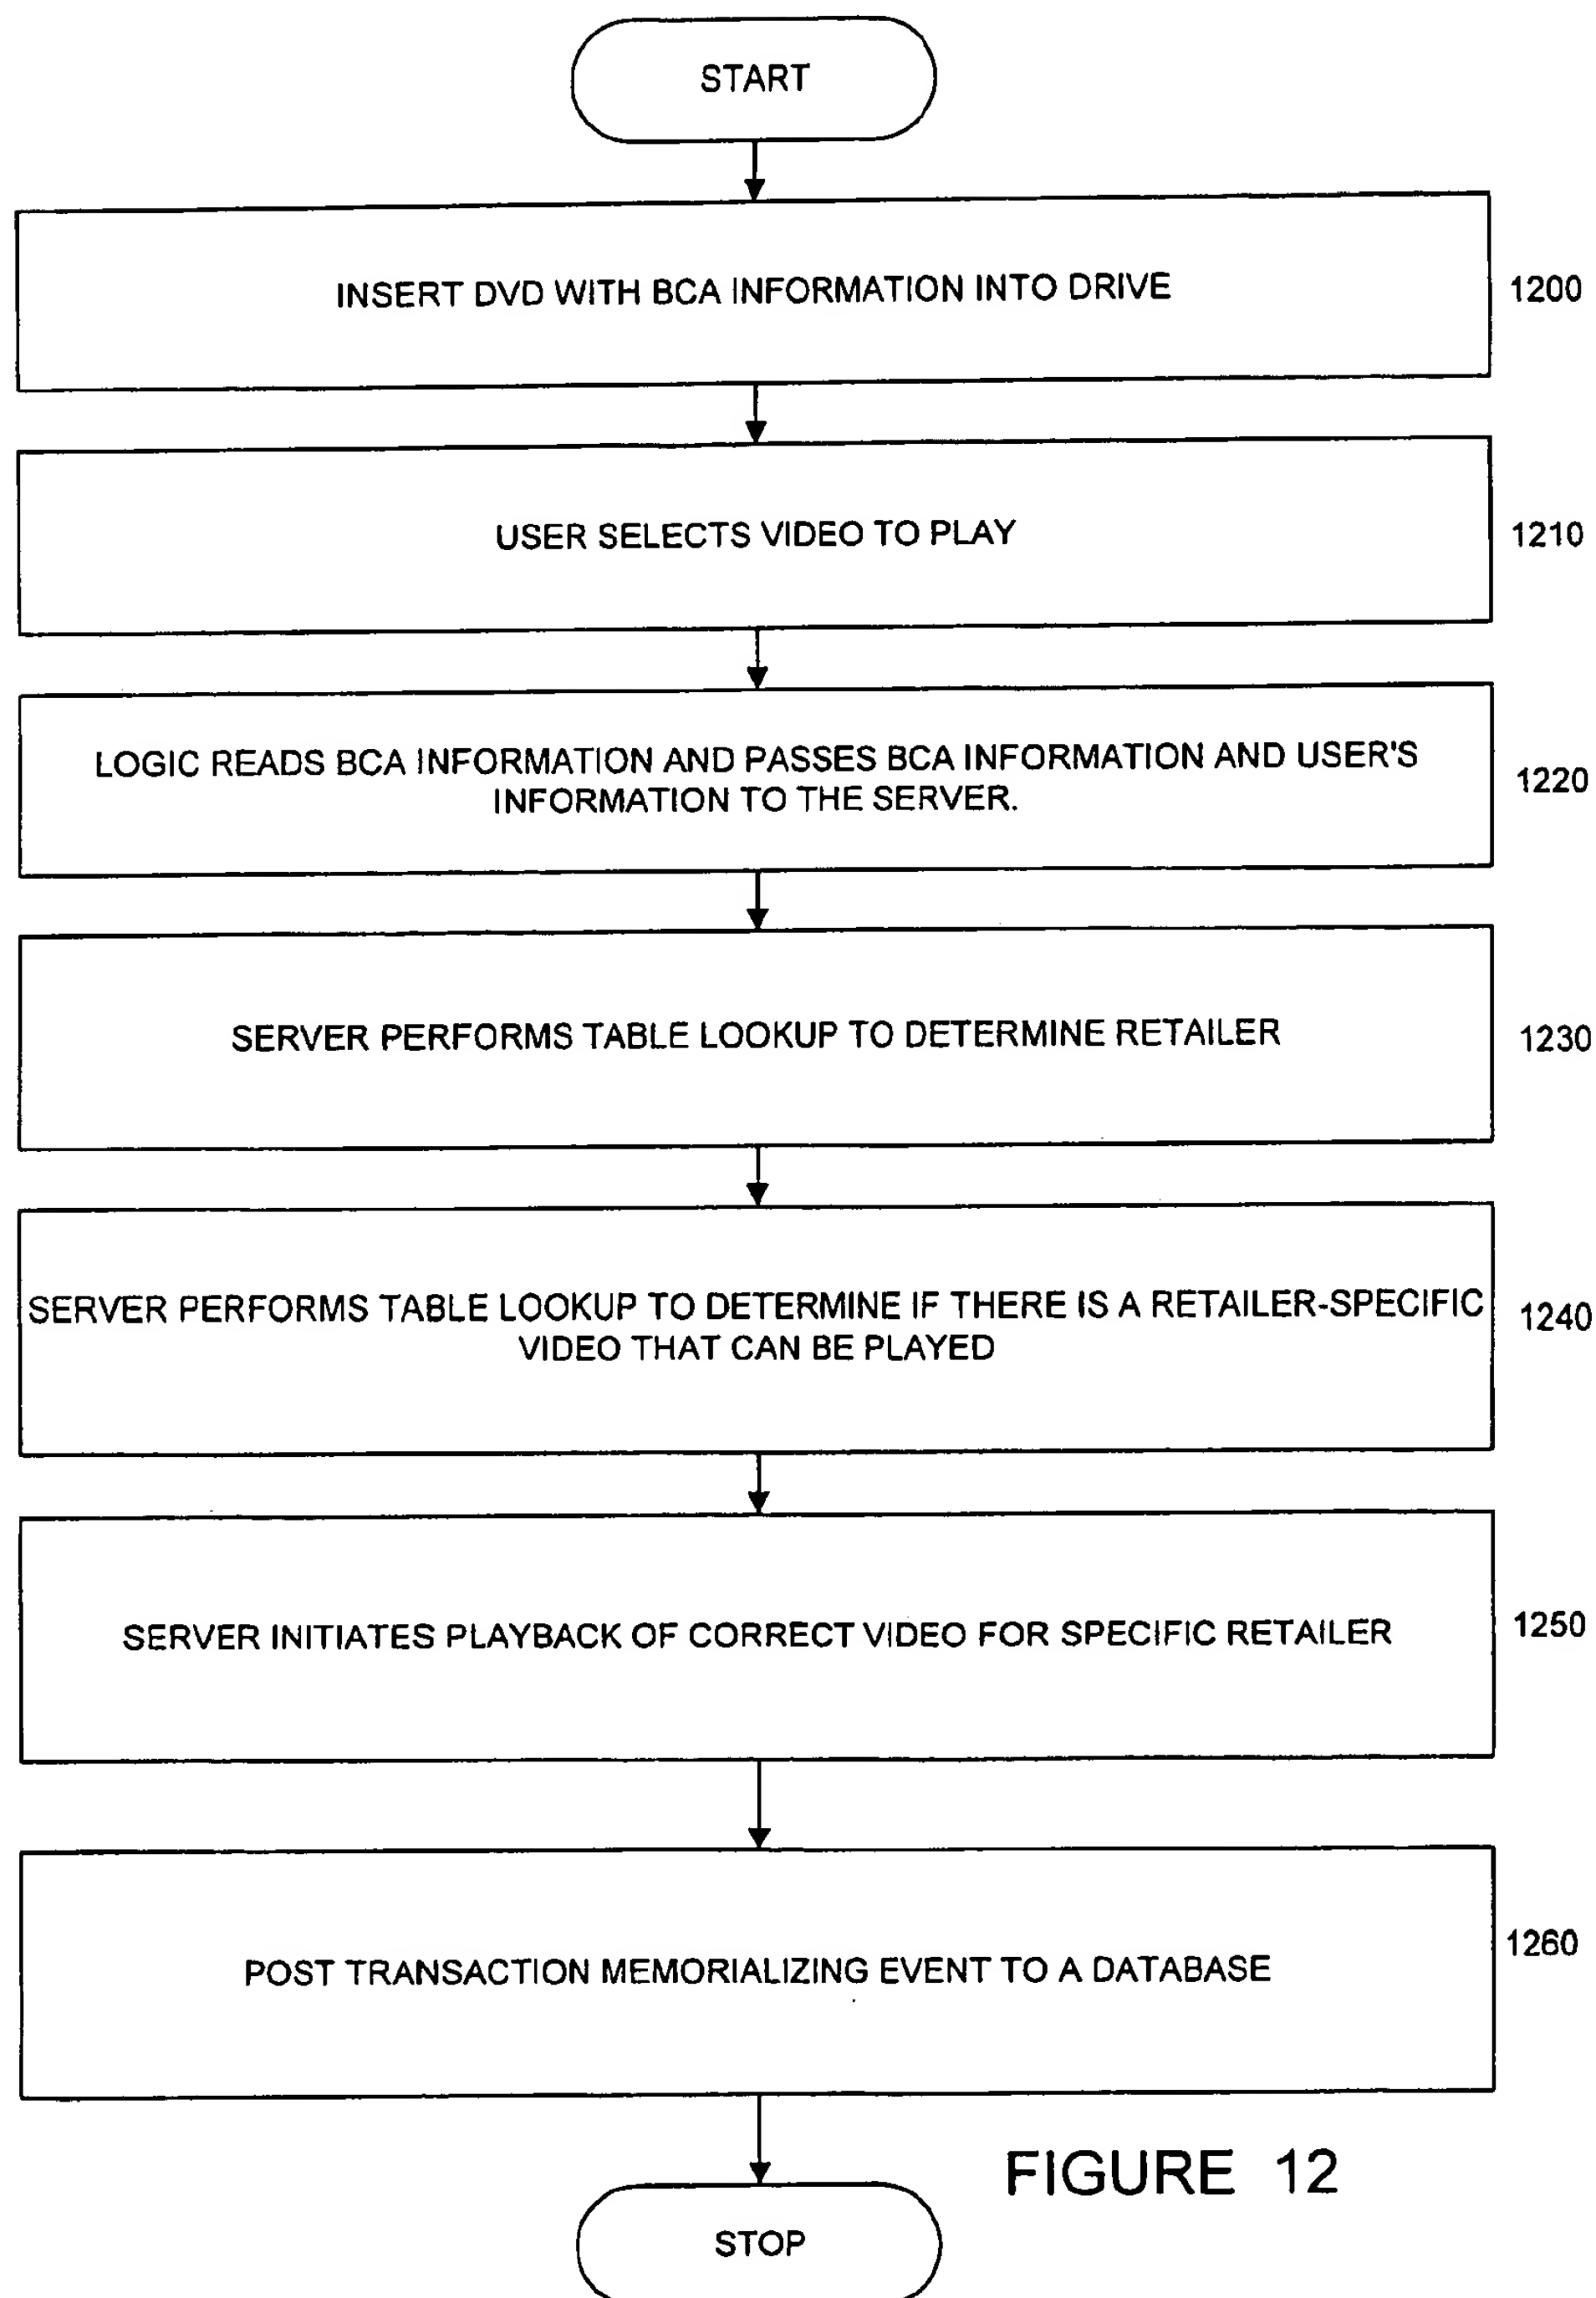 START
INSERT DVD WITH BCA INFORMATION INTO DRIVE
1200
USER SELECTS VIDEO TO PLAY
1210
LOGIC READS BCA INFORMATION AND PASSES BCA INFORMATION AND USER'S
INFORMATION TO THE SERVER.
1220
SERVER PERFORMS TABLE LOOKUP TO DETERMINE RETAILER
1230
SERVER PERFORMS TABLE LOOKUP TO DETERMINE IF THERE IS A RETAILER-SPECIFIC
VIDEO THAT CAN BE PLAYED
1240
SERVER INITIATES PLAYBACK OF CORRECT VIDEO FOR SPECIFIC RETAILER
1250
POST TRANSACTION MEMORIALIZING EVENT TO A DATABASE
1260
FIGURE 12
STOP